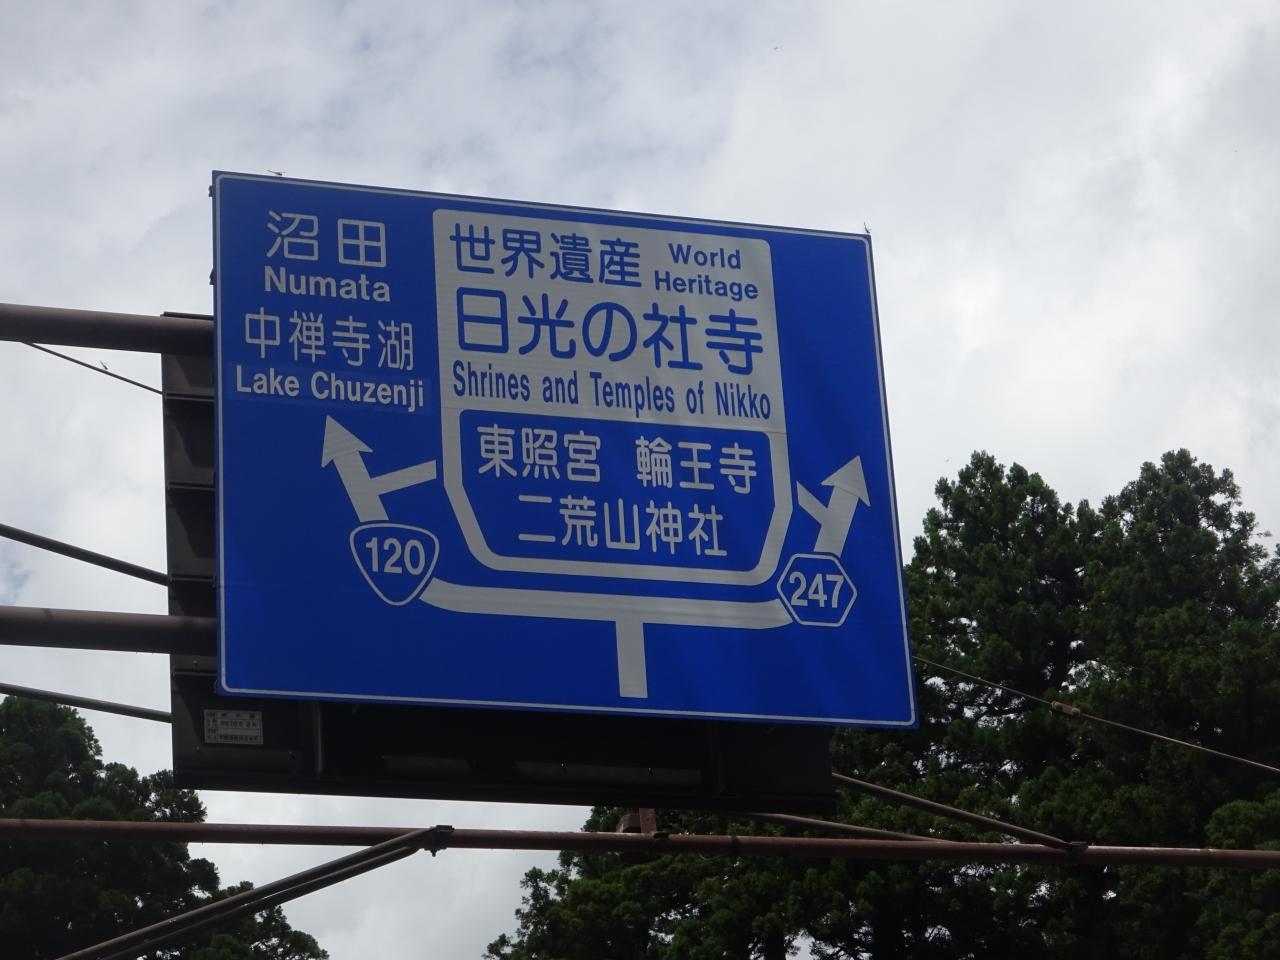 沼田
Numata
中禅寺湖
Lake Chuzenji
世界遺産
World
Heritage
日光の社寺
Shrines and Temples of Nikko
東照宮 輪王寺
二荒山神社
120
247